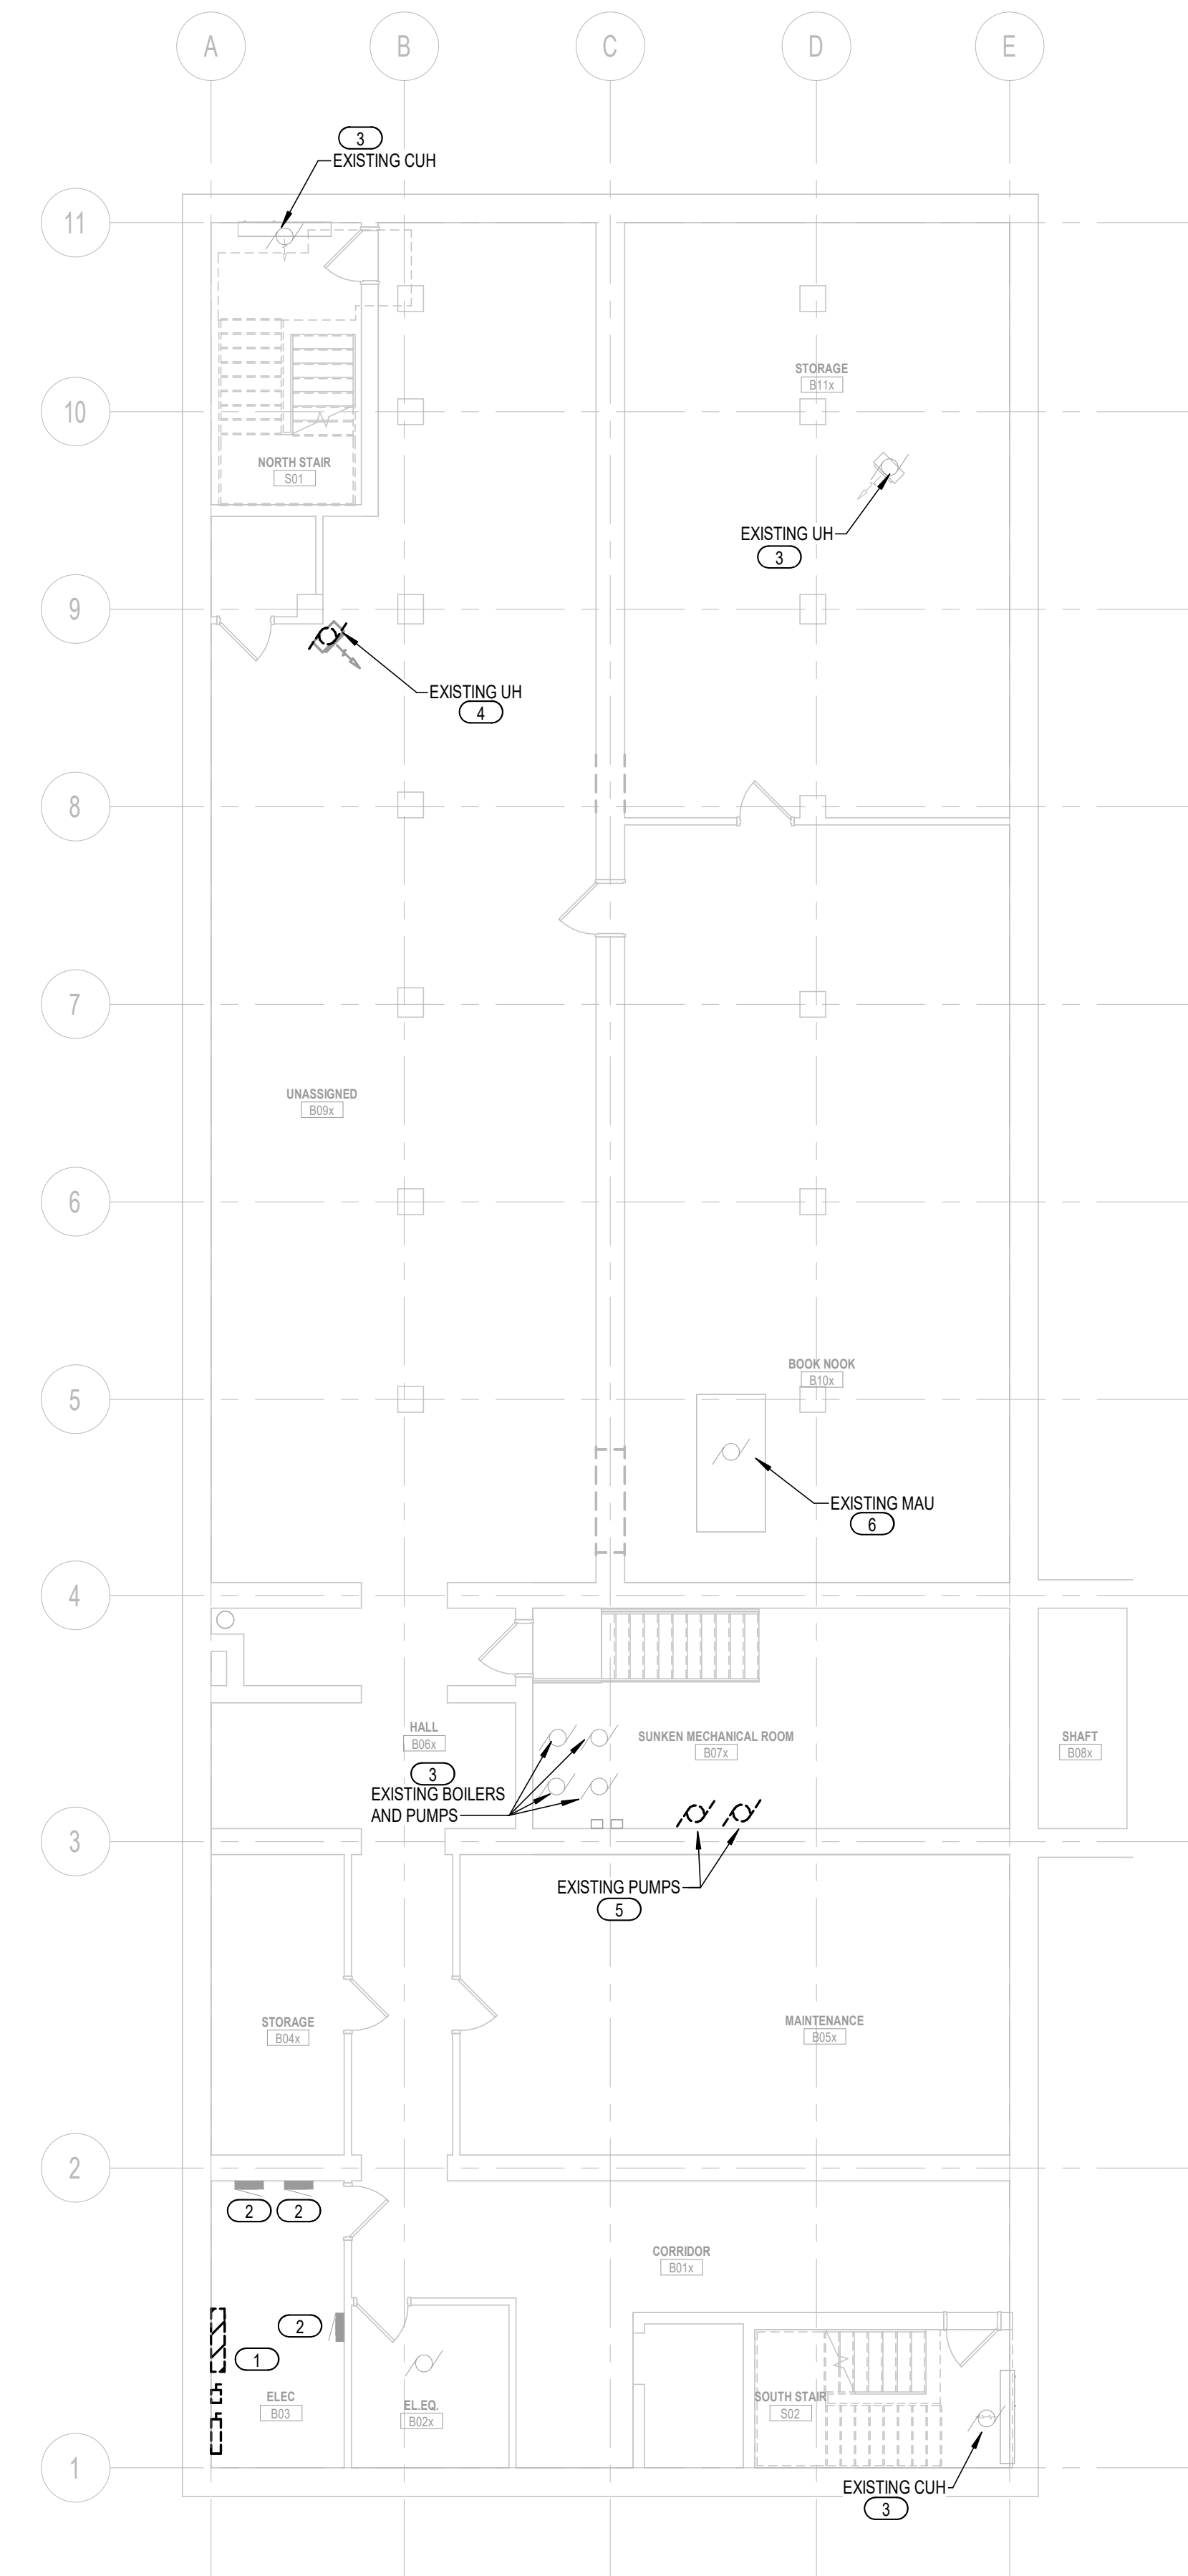 A
B
C
D
E
3
EXISTING CUH
11
STORAGE
B11x
10
NORTH STAIR
S01
EXISTING UH
3
9
EXISTING UH
4
8
7
UNASSIGNED
B09x
6
BOOK NOOK
B10x
5
EXISTING MAU
6
4
HALL
B06x
SUNKEN MECHANICAL ROOM
B07x
SHAFT
B08x
3
EXISTING BOILERS
AND PUMPS
3
EXISTING PUMPS
5
STORAGE
B04x
MAINTENANCE
B05x
2
2
2
CORRIDOR
B01x
2
1
ELEC
B03
EL.EQ.
B02x
SOUTH STAIR
S02
1
EXISTING CUH
3